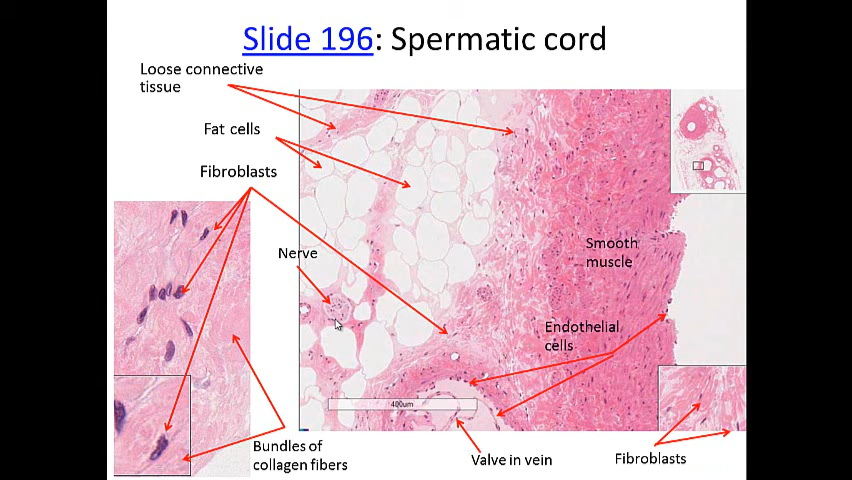 Slide 196: Spermatic cord
Loose connective
tissue
Fat cells
Fibroblasts
Nerve
Smooth
muscle
Endothelial
cells
400um
Bundles of
collagen fibers
Valve in vein
Fibroblasts